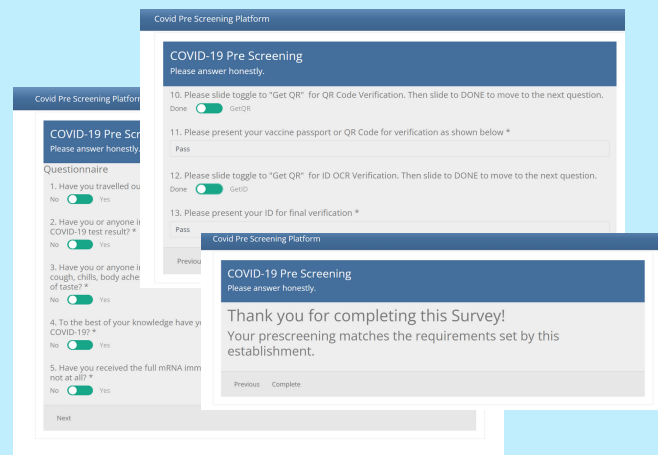 Covid Pre Screening Platform
COVID-19 Pre Screening
Please answer honestly.
10. Please slide toggle to "Get QR" for QR Code Verification. Then slide to DONE to move to the next question.
Done GetQR
11. Please present your vaccine passport or QR Code for verification as shown below *
Pass
12. Please slide toggle to "Get QR" for ID OCR Verification. Then slide to DONE to move to the next question.
Done GetID
13. Please present your ID for final verification *
Pass
Covid Pre Screening Platform
COVID-19 Pre Scr
Please answer honestly.
Questionnaire
1. Have you travelled ou
No Yes
2. Have you or anyone i
COVID-19 test result? *
No Yes
3. Have you or anyone i
cough, chills, body ache
of taste? *
No Yes
4. To the best of your knowledge have y
COVID-19? *
No Yes
5. Have you received the full mRNA imm
not at all? *
No Yes
Next
Covid Pre Screening Platform
COVID-19 Pre Screening
Please answer honestly.
Thank you for completing this Survey!
Your prescreening matches the requirements set by this
establishment.
Previous Complete